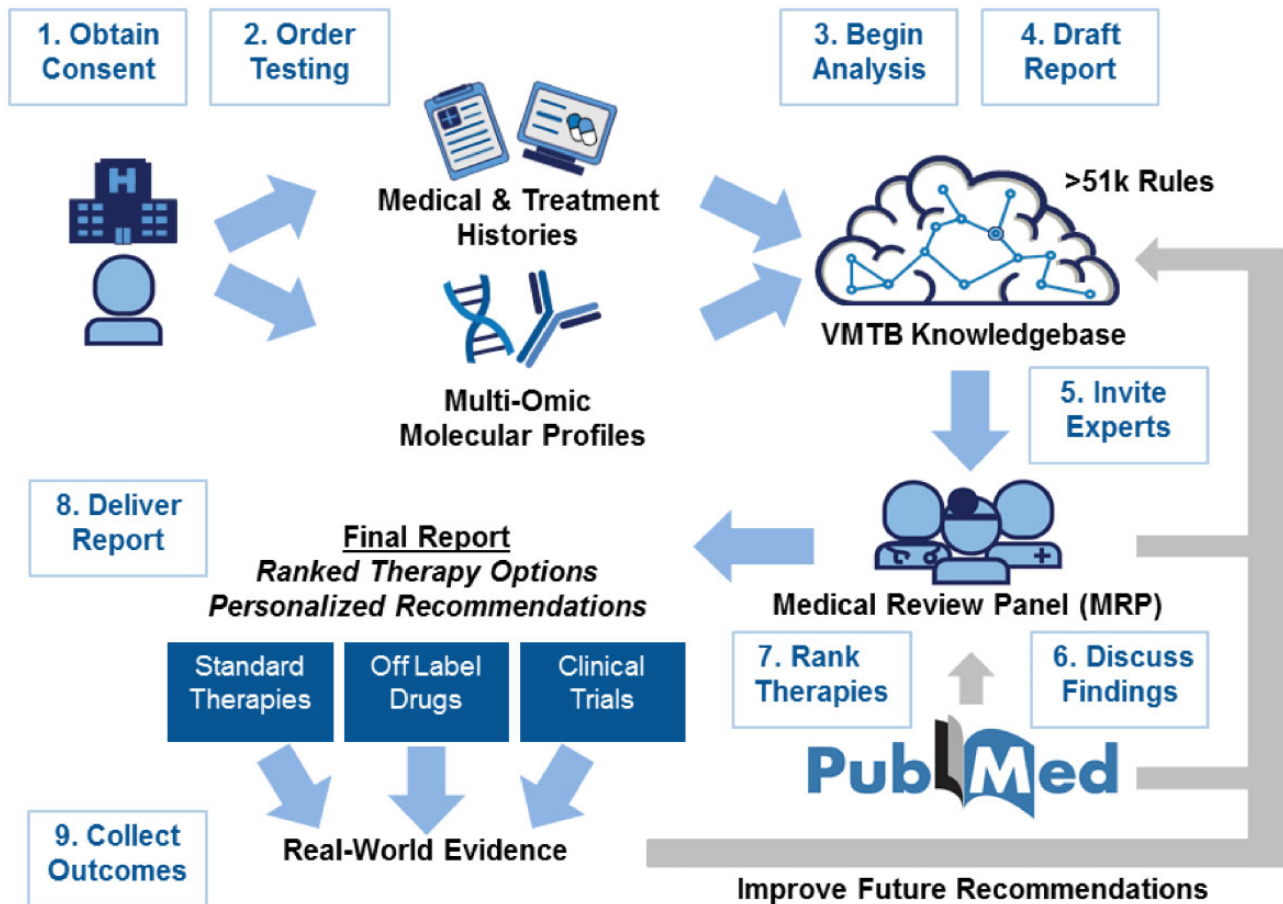 1. Obtain
Consent
2. Order
Testing
3. Begin
Analysis
4. Draft
Report
H
Medical & Treatment
Histories
>51k Rules
Multi-Omic
Molecular Profiles
VMTB Knowledgebase
5. Invite
Experts
8. Deliver
Report
Final Report
Ranked Therapy Options
Personalized Recommendations
Medical Review Panel (MRP)
Standard
Therapies
Off Label
Drugs
Clinical
Trials
7. Rank
Therapies
6. Discuss
Findings
PubMed
9. Collect
Outcomes
Real-World Evidence
Improve Future Recommendations